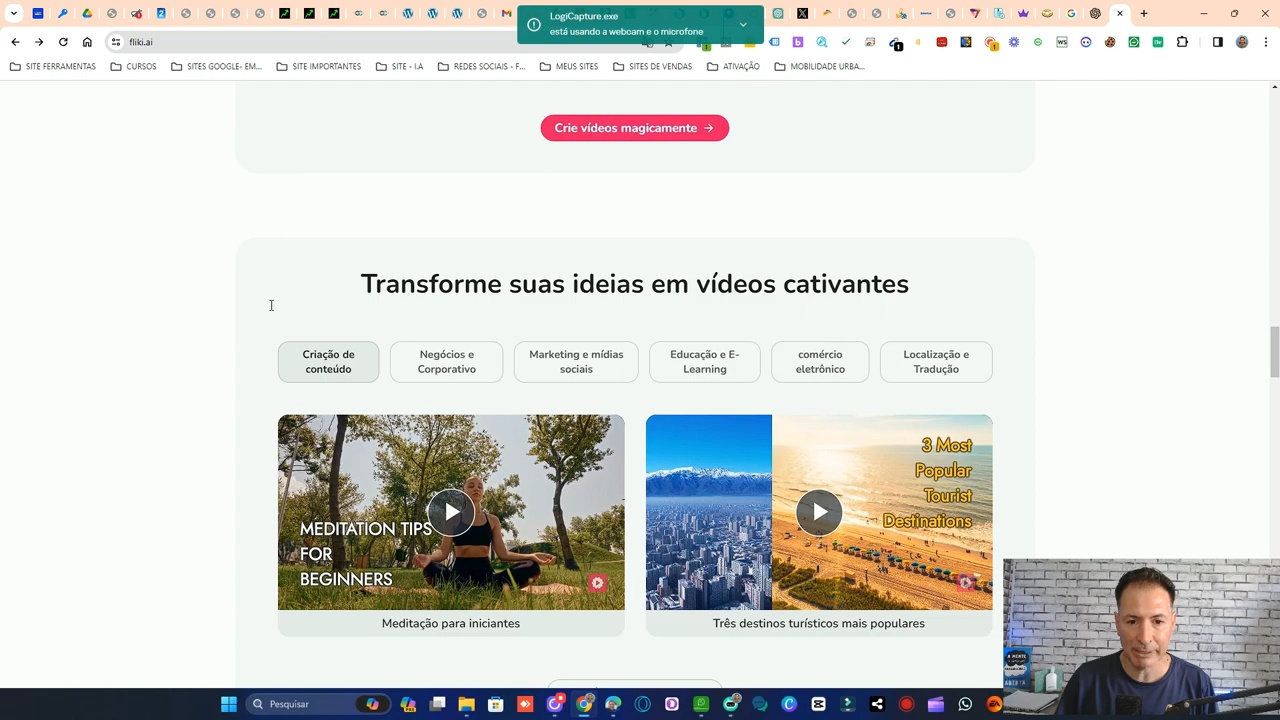 LogiCapture.exe
está usando a webcam e o microfone
fliki.ai
SITE FERRAMENTAS
CURSOS
SITES GOOGLE- EM...
SITE IMPORTANTES
SITE - I.A
REDES SOCIAIS - F...
MEUS SITES
SITES DE VENDAS
ATIVAÇÃO
MOBILIDADE URBA...
Crie vídeos magicamente
Transforme suas ideias em vídeos cativantes
Criação de
conteúdo
Negócios e
Corporativo
Marketing e mídias
sociais
Educação e E-
Learning
comércio
eletrônico
Localização e
Tradução
MEDITATION TIPS
FOR
BEGINNERS
3 Most
Popular
Tourist
Destinations
Meditação para iniciantes
Três destinos turísticos mais populares
A MENTE
Pesquisar